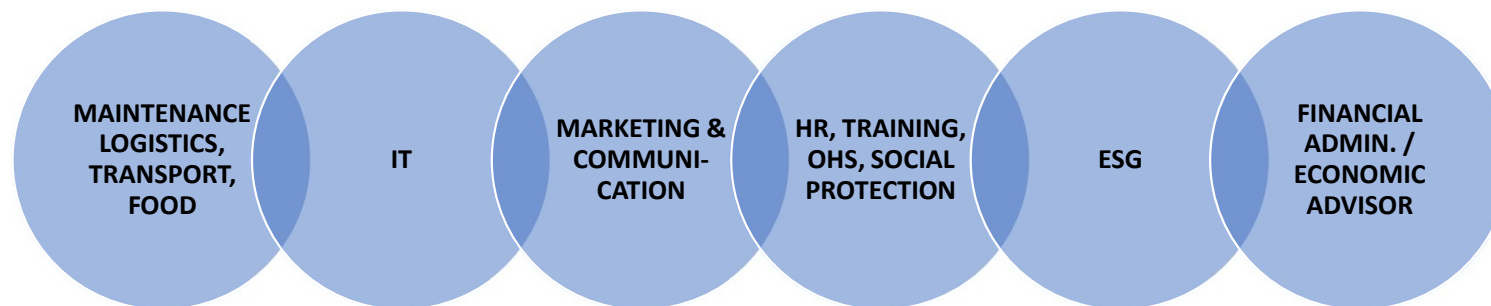 MAINTENANCE
LOGISTICS,
TRANSPORT,
FOOD
IT
MARKETING &
COMMUNI-
CATION
HR, TRAINING,
OHS, SOCIAL
PROTECTION
ESG
FINANCIAL
ADMIN. /
ECONOMIC
ADVISOR